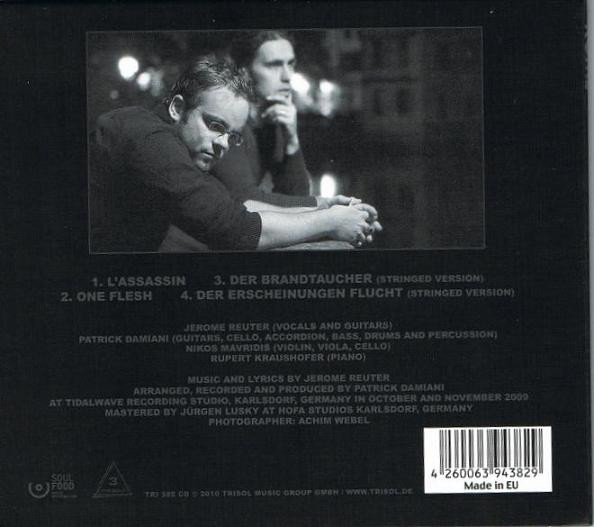 1. L'ASSASSIN 3. DER BRANDTAUCHER (STRINGED VERSION)
2. ONE FLESH 4. DER ERSCHEINUNGEN FLUCHT (STRINGED VERSION)
JEROME REUTER (VOCALS AND GUITARS)
PATRICK DAMIANI (GUITARS, CELLO, ACCORDION, BASS, DRUMS AND PERCUSSION)
NIKOS MAVRIDIS (VIOLIN, VIOLA, CELLO)
RUPERT KRAUSHOFER (PIANO)
MUSIC AND LYRICS BY JEROME REUTER
ARRANGED, RECORDED AND PRODUCED BY PATRICK DAMIANI
AT TIDALWAVE RECORDING STUDIO, KARLSDORF, GERMANY IN OCTOBER AND NOVEMBER 2009
MASTERED BY JÜRGEN LUSKY AT HOFA STUDIOS KARLSDORF, GERMANY
PHOTOGRAPHER: ACHIM WEBEL
SOUL
FOOD
3
TRI 385 CD © 2010 TRISOL MUSIC GROUP GMBH / WWW.TRISOL.DE
4 260063 943829
Made in EU